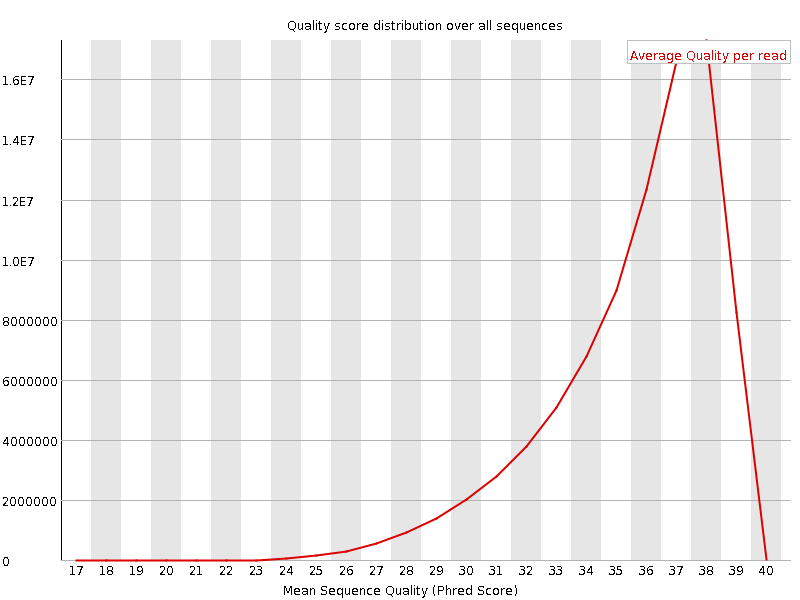 Quality score distribution over all sequences
Average Quality per read
1.6E7
1.4E7
1.2E7
1.0E7
8000000
6000000
4000000
2000000
0
17 18 19 20 21 22 23 24 25 26 27 28 29 30 31 32 33 34 35 36 37 38 39 40
Mean Sequence Quality (Phred Score)